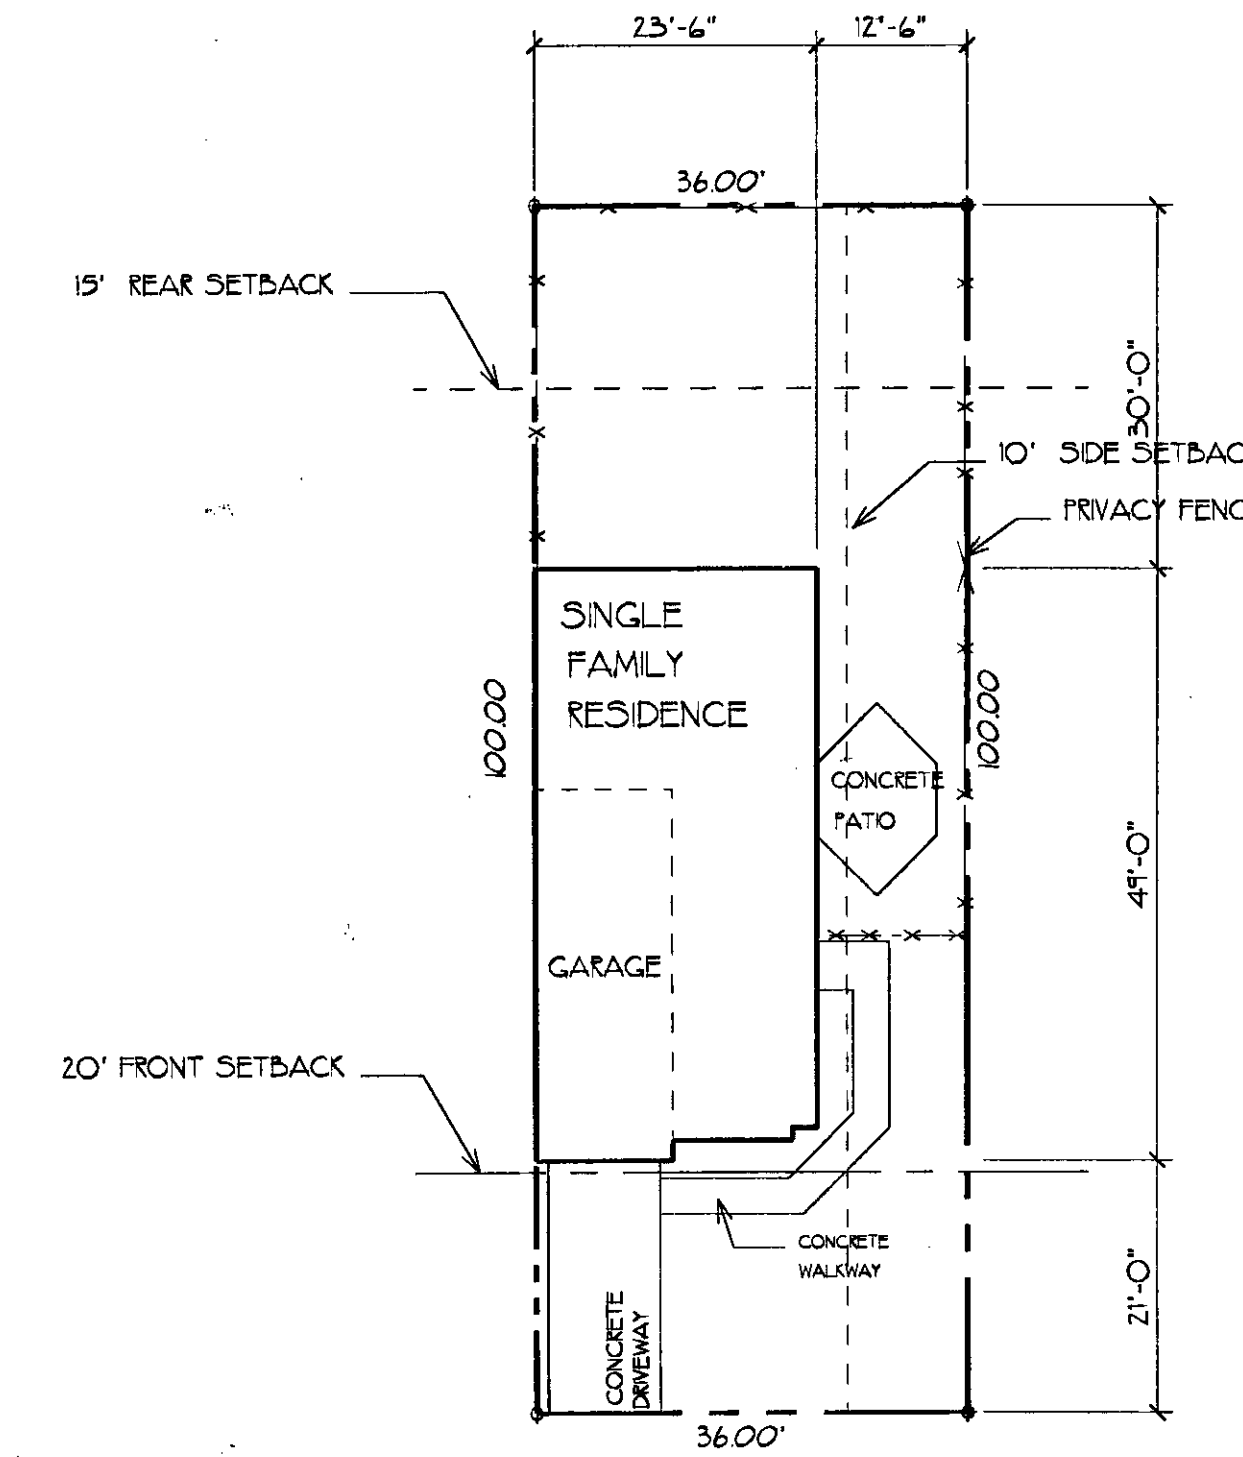 23'-6"
12'-6"
36.00'
15' REAR SETBACK
30'-0"
10' SIDE SETBAC
PRIVACY FENC
SINGLE
FAMILY
RESIDENCE
100.00
100.00
CONCRETE
PATIO
49'-0"
GARAGE
20' FRONT SETBACK
CONCRETE
WALKWAY
21'-0"
CONCRETE
DRIVEWAY
36.00'